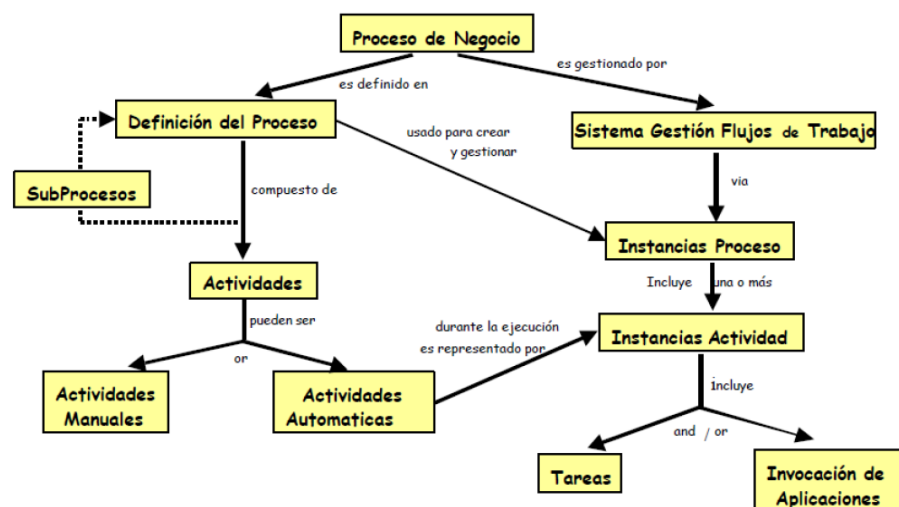 Proceso de Negocio
es definido en
es gestionado por
Definición del Proceso
usado para crear
y gestionar
Sistema Gestión Flujos de Trabajo
SubProcesos
compuesto de
via
Instancias Proceso
Actividades
Incluye una o más
pueden ser
or
durante la ejecución
es representado por
Instancias Actividad
Actividades
Manuales
Actividades
Automaticas
incluye
and / or
Tareas
Invocación de
Aplicaciones